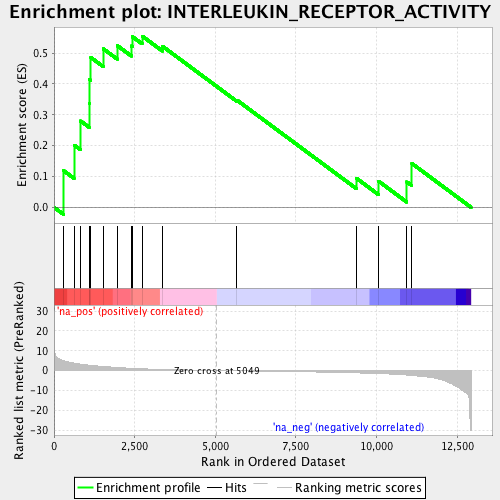 Enrichment plot: INTERLEUKIN_RECEPTOR_ACTIVITY
Enrichment score (ES)
0.5
0.4
0.3
0.2
0.1
0.0
'na_pos' (positively correlated)
Ranked list metric (PreRanked)
30
20
10
0
-10
-20
-30
Zero cross at 5049
'na_neg' (negatively correlated)
0
2,500
5,000
7,500
10,000
12,500
Rank in Ordered Dataset
Enrichment profile
Hits
Ranking metric scores